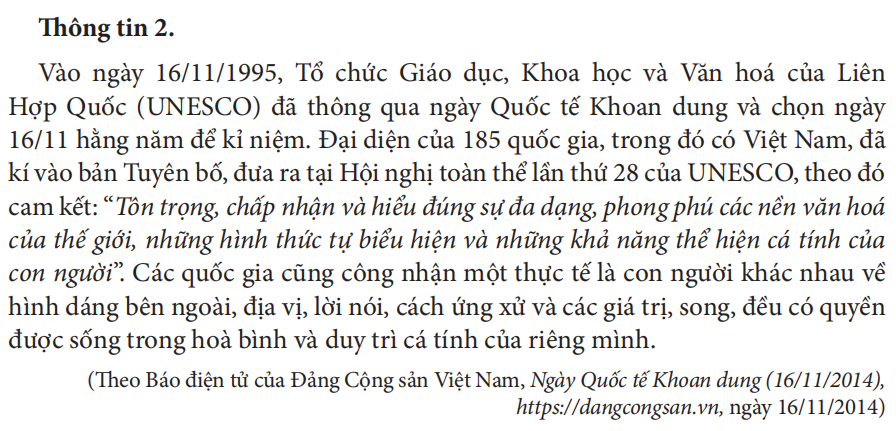 Thông tin 2.
Vào ngày 16/11/1995, Tổ chức Giáo dục, Khoa học và Văn hoá của Liên
Hợp Quốc (UNESCO) đã thông qua ngày Quốc tế Khoan dung và chọn ngày
16/11 hằng năm để kỉ niệm. Đại diện của 185 quốc gia, trong đó có Việt Nam, đã
kí vào bản Tuyên bố, đưa ra tại Hội nghị toàn thể lần thứ 28 của UNESCO, theo đó
cam kết: “Tôn trọng, chấp nhận và hiểu đúng sự đa dạng, phong phú các nền văn hoá
của thế giới, những hình thức tự biểu hiện và những khả năng thể hiện cá tính của
con người”. Các quốc gia cũng công nhận một thực tế là con người khác nhau về
hình dáng bên ngoài, địa vị, lời nói, cách ứng xử và các giá trị, song, đều có quyền
được sống trong hoà bình và duy trì cá tính của riêng mình.
(Theo Báo điện tử của Đảng Cộng sản Việt Nam, Ngày Quốc tế Khoan dung (16/11/2014),
https://dangcongsan.vn, ngày 16/11/2014)